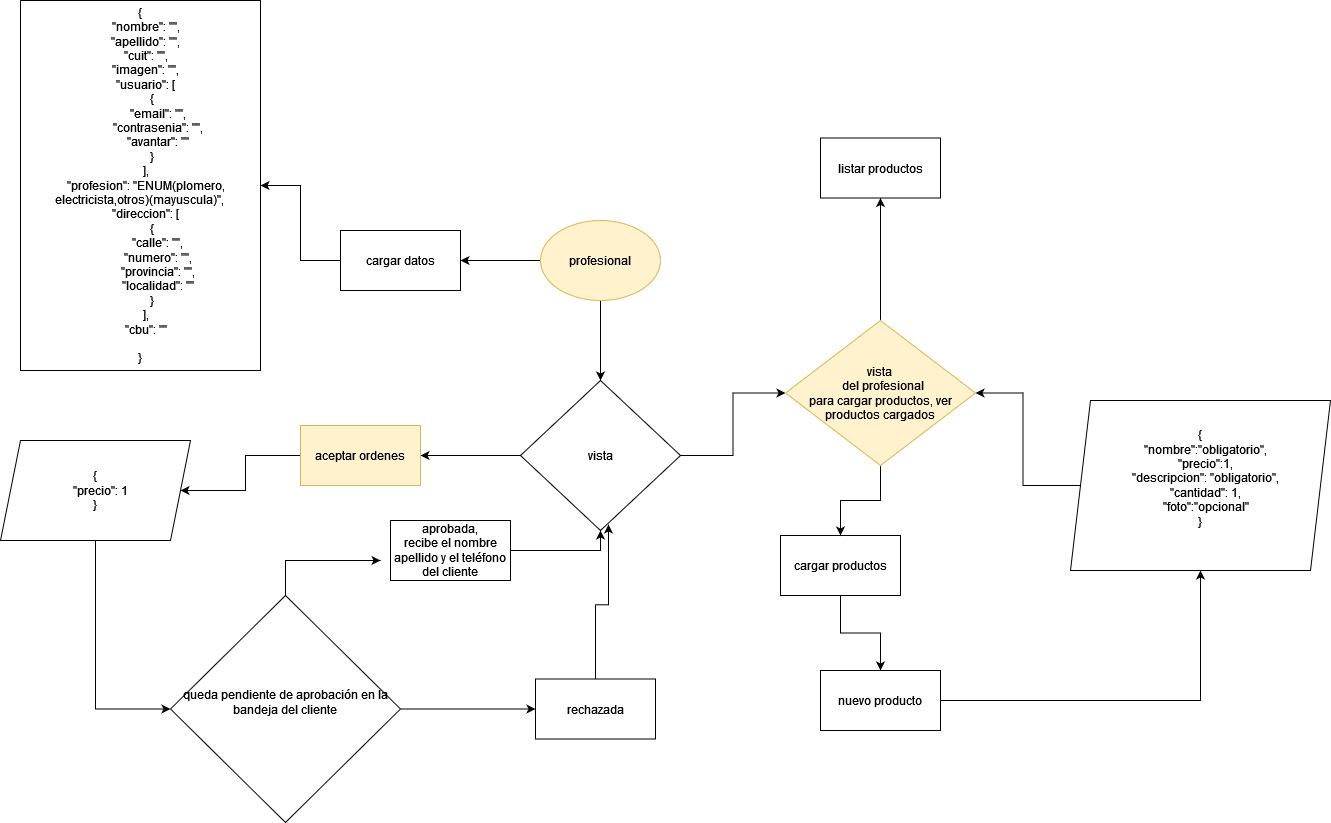 {
"nombre": "",
"apellido": "",
"cuit": "",
"imagen": "",
"usuario": [
{
"email": "",
"contrasenia": "",
"avantar": ""
}
],
"profesion": "ENUM(plomero,
electricista,otros)(mayuscula)",
"direccion": [
{
"calle": "",
"numero": "",
"provincia": "",
"localidad": ""
}
],
"cbu": ""
}
cargar datos
profesional
listar productos
vista
del profesional
para cargar productos, ver
productos cargados
vista
aceptar ordenes
{
"precio": 1
}
aprobada,
recibe el nombre
apellido y el teléfono
del cliente
queda pendiente de aprobación en la
bandeja del cliente
rechazada
cargar productos
nuevo producto
{
"nombre":"obligatorio",
"precio":1,
"descripcion": "obligatorio",
"cantidad": 1,
"foto":"opcional"
}